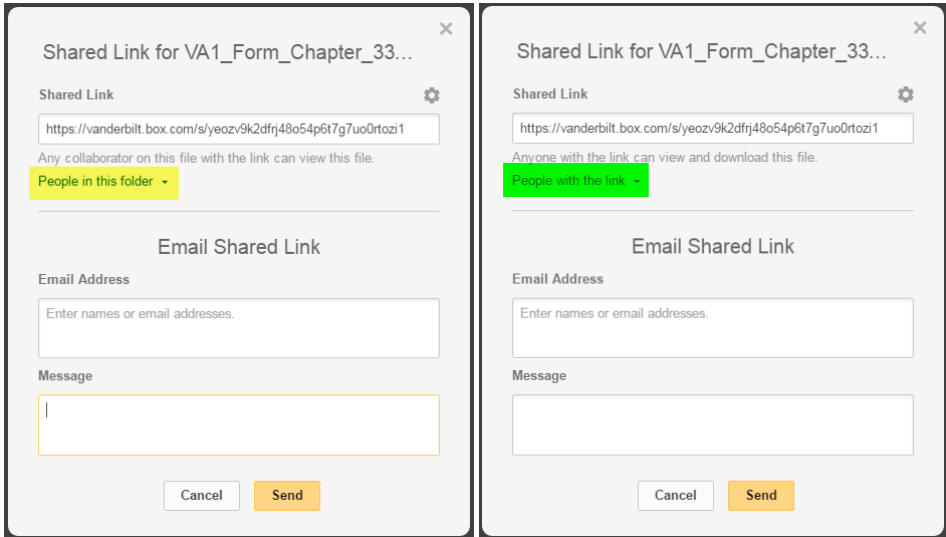 Shared Link for VA1_Form_Chapter_33...
Shared Link
https://vanderbilt.box.com/s/yeozv9k2dfrj48o54p6t7g7uo0rtozi1
Any collaborator on this file with the link can view this file.
People in this folder
Email Shared Link
Email Address
Enter names or email addresses.
Message
Cancel Send
Shared Link for VA1_Form_Chapter_33...
Shared Link
https://vanderbilt.box.com/s/yeozv9k2dfrj48o54p6t7g7uo0rtozi1
Anyone with the link can view and download this file.
People with the link
Email Shared Link
Email Address
Enter names or email addresses.
Message
Cancel Send